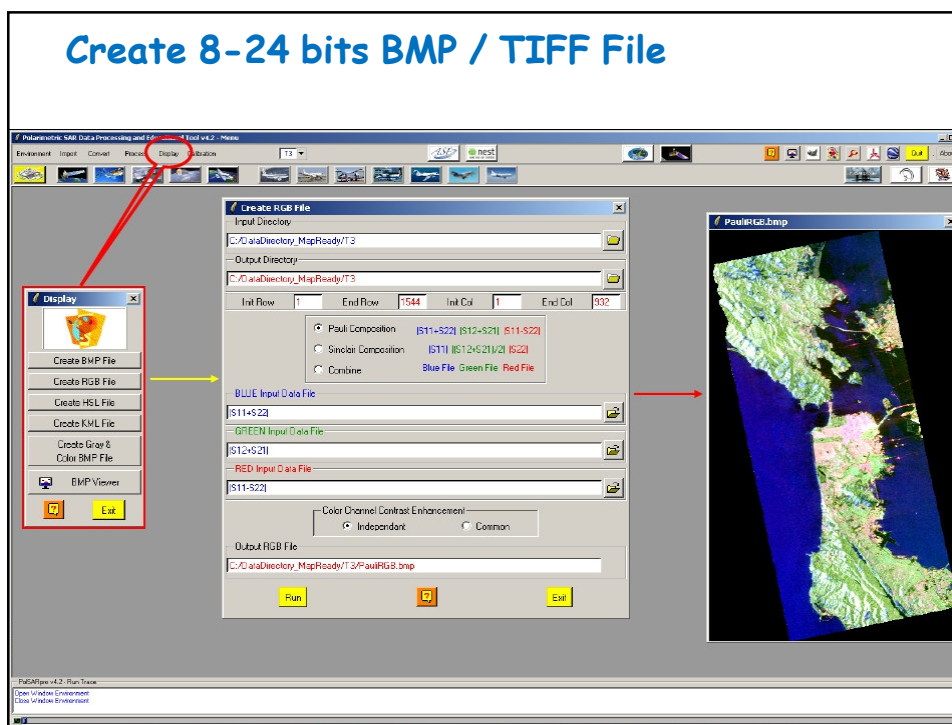 Create 8-24 bits BMP / TIFF File
Polarimetric SAR Data Processing and Educational Tool v4.2 - Menu
Environment Import Convert Process Display Calibration T3
ASF nest Quit
Create RGB File
Input Directory
C:/DataDirectory_MapReady/T3
Output Directory
C:/DataDirectory_MapReady/T3
Init Row 1 End Row 1544 Init Col 1 End Col 932
Pauli Composition |S11+S22| |S12+S21| |S11-S22|
Sinclair Composition |S11| |(S12+S21)/2| |S22|
Combine Blue File Green File Red File
BLUE Input Data File
|S11+S22|
GREEN Input Data File
|S12+S21|
RED Input Data File
|S11-S22|
Color Channel Contrast Enhancement
Independant Common
Output RGB File
C:/DataDirectory_MapReady/T3/PauliRGB.bmp
Run Exit
Display
Create BMP File
Create RGB File
Create HSL File
Create KML File
Create Gray &
Color BMP File
BMP Viewer
Exit
PauliRGB.bmp
PolSARpro v4.2 - Run Trace
Open Window Environment
Close Window Environment